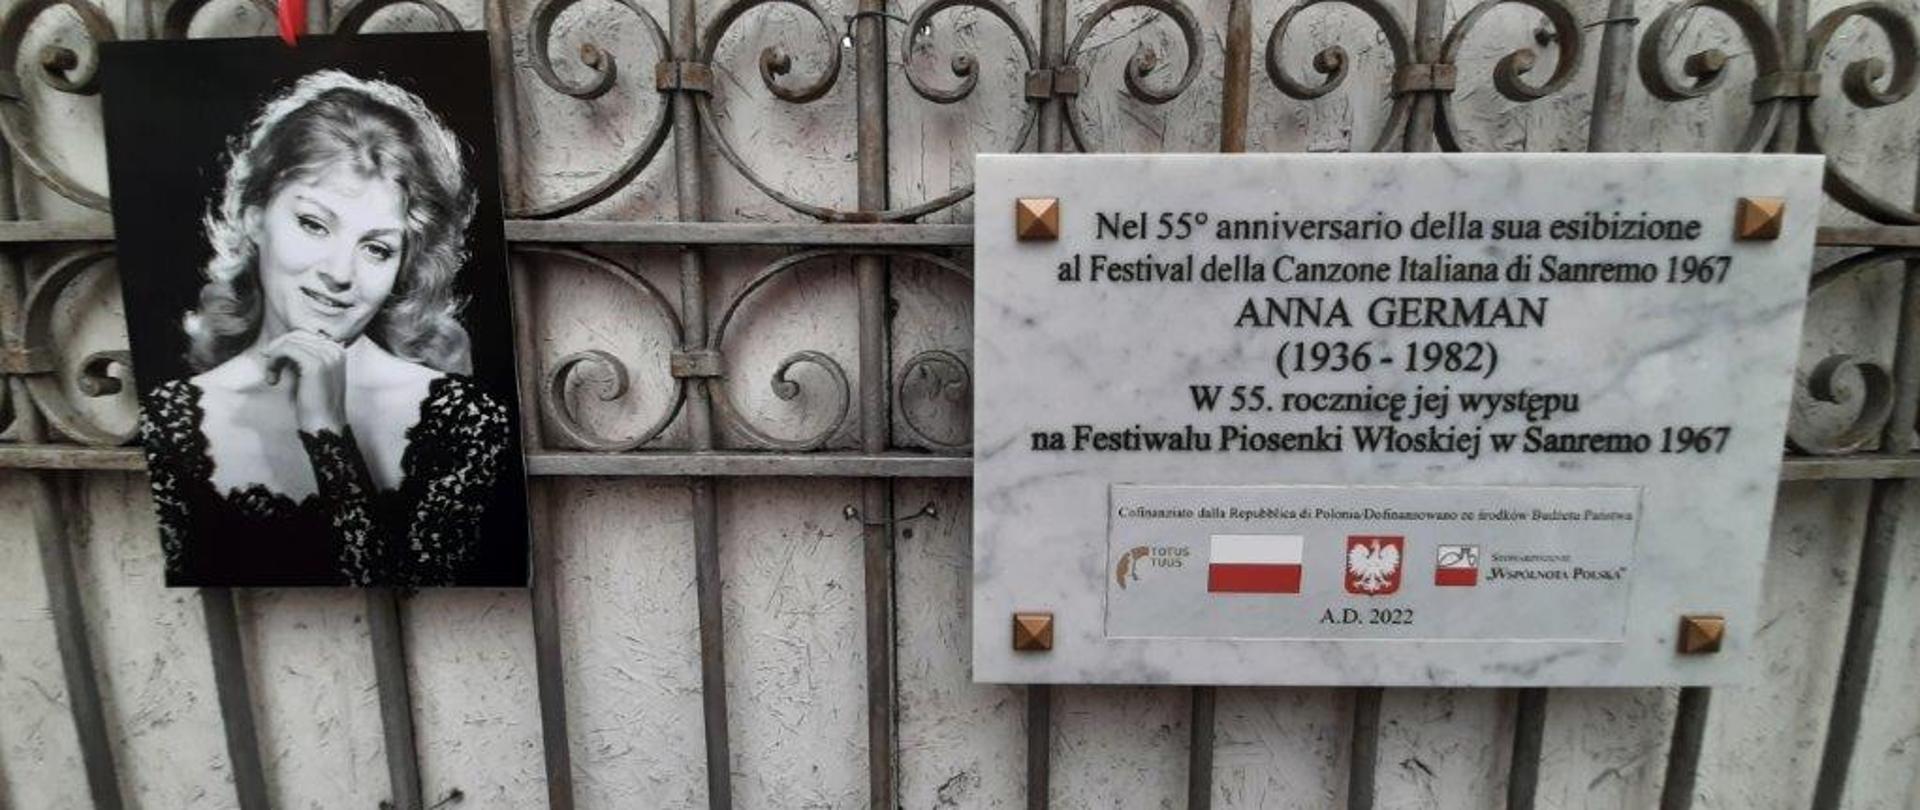 Nel 55° anniversario della sua esibizione
al Festival della Canzone Italiana di Sanremo 1967
ANNA GERMAN
(1936 - 1982)
W 55. rocznicę jej występu
na Festiwalu Piosenki Włoskiej w Sanremo 1967
Cofinanziato dalla Repubblica di Polonia/Dofinansowano ze środków Budżetu Państwa
TOTUS
TUUS
STOWARZYSZENIE
„WSPÓLNOTA POLSKA"
A.D. 2022